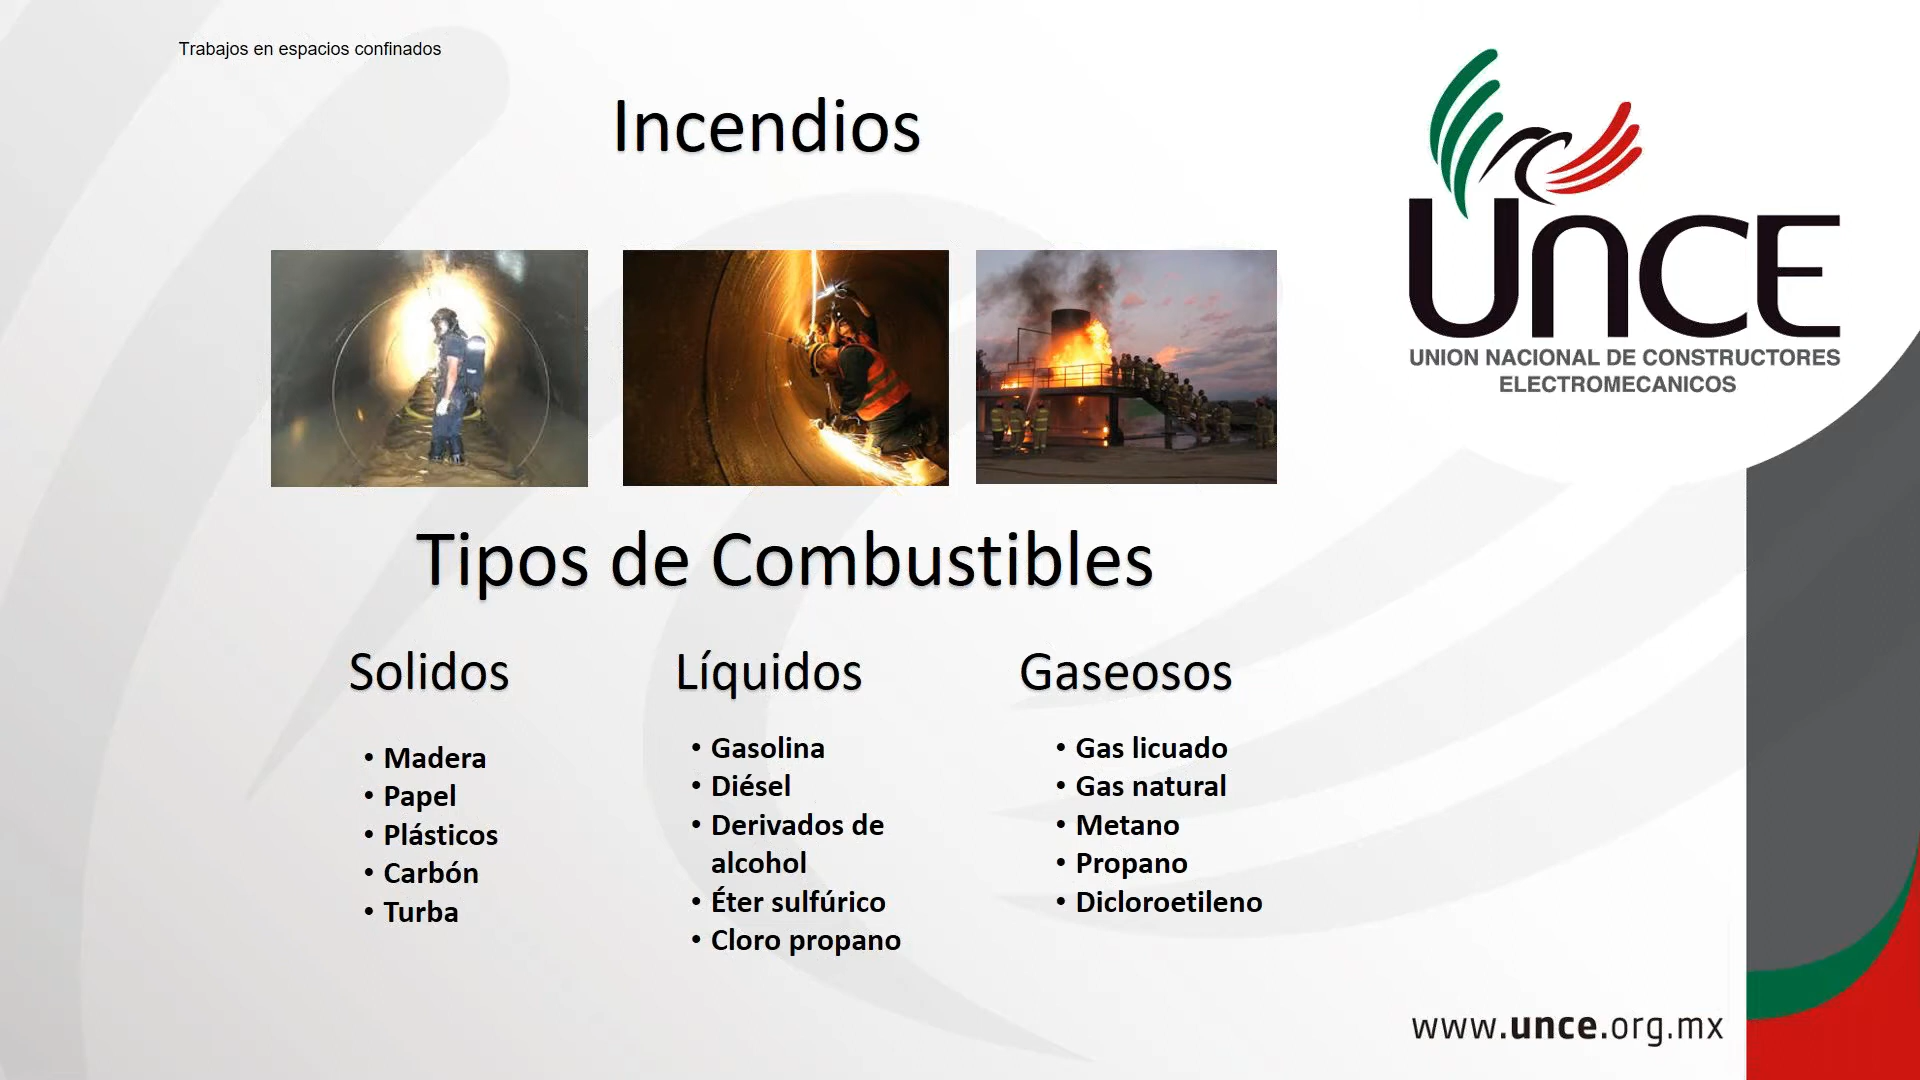 Trabajos en espacios confinados
Incendios
UNCE
UNION NACIONAL DE CONSTRUCTORES
ELECTROMECANICOS
Tipos de Combustibles
Solidos
• Madera
• Papel
• Plásticos
• Carbón
• Turba
Líquidos
• Gasolina
• Diésel
• Derivados de
alcohol
• Éter sulfúrico
• Cloro propano
Gaseosos
• Gas licuado
• Gas natural
• Metano
• Propano
• Dicloroetileno
www.unce.org.mx